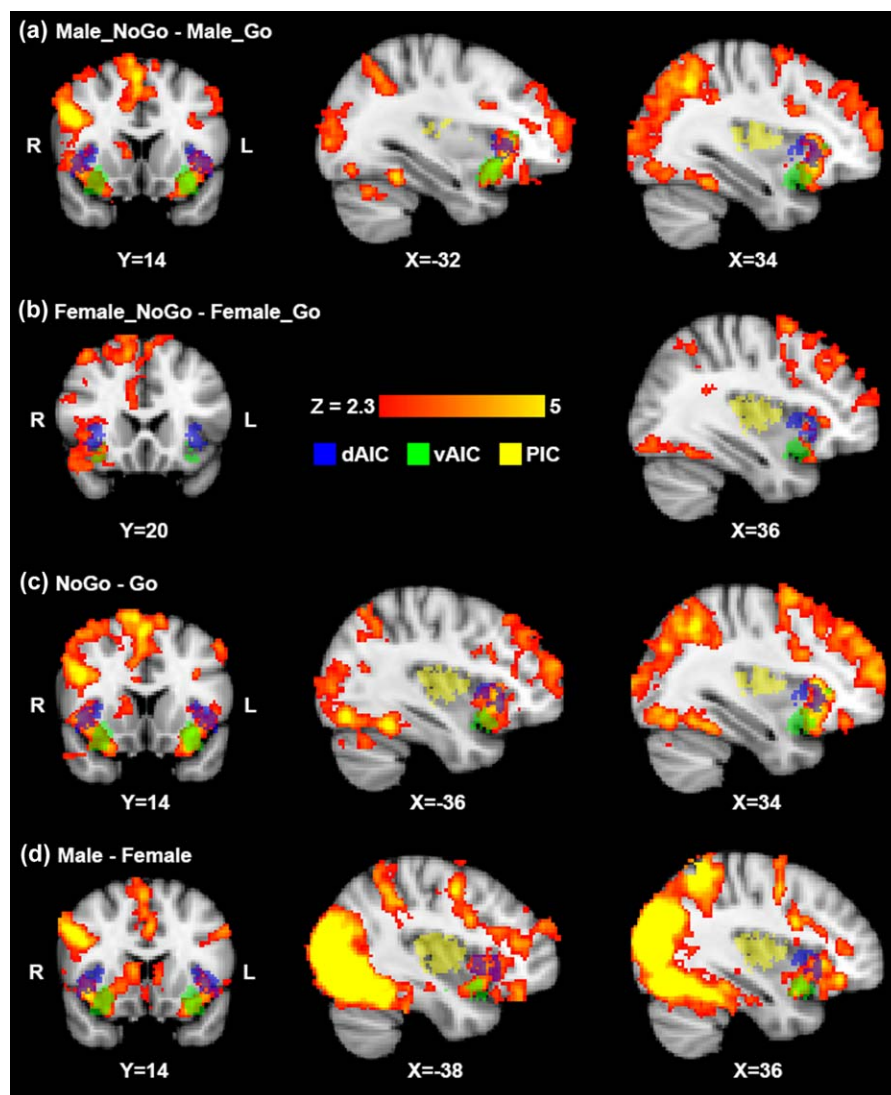 (a) Male_NoGo - Male_Go
R L
Y=14 X=-32 X=34
(b) Female_NoGo - Female_Go
Z = 2.3 5
R L
dAIC vAIC PIC
Y=20 X=36
(c) NoGo - Go
R L
Y=14 X=-36 X=34
(d) Male - Female
R L
Y=14 X=-38 X=36